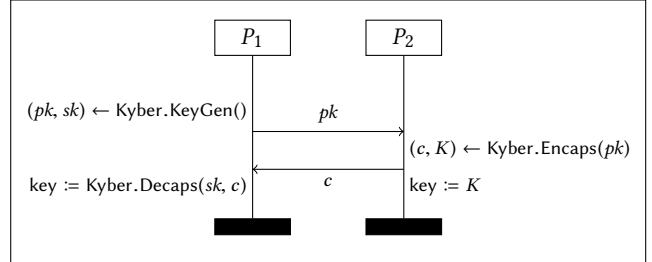 P₁ P₂
(pk, sk) ← Kyber.KeyGen()
pk
(c, K) ← Kyber.Encaps(pk)
c
key := Kyber.Decaps(sk, c) key := K